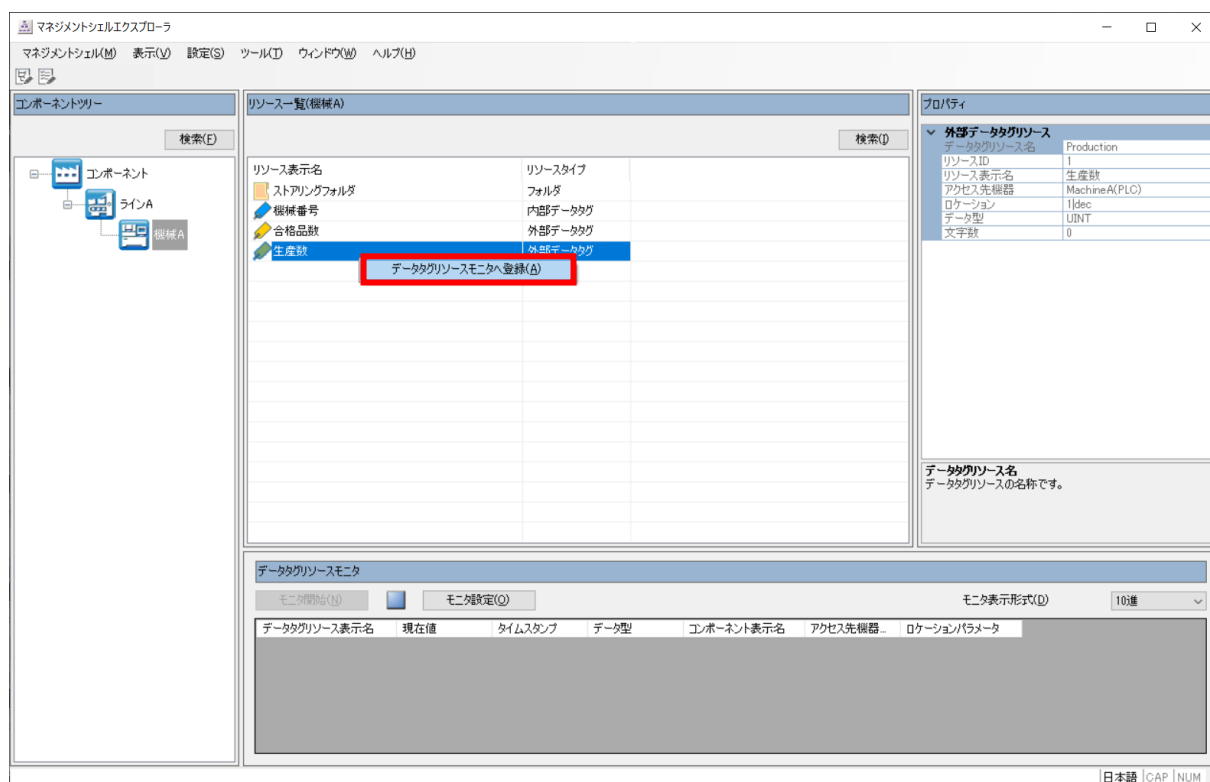 マネジメントシェルエクスプローラ
マネジメントシェル(M) 表示(V) 設定(S) ツール(T) ウィンドウ(W) ヘルプ(H)
コンポーネントツリー
検索(F)
コンポーネント
ラインA
機械A
リソース一覧(機械A)
検索(I)
リソース表示名 リソースタイプ
ストアリングフォルダ フォルダ
機械番号 内部データタグ
合格品数 外部データタグ
生産数 外部データタグ
データタグリソースモニタへ登録(A)
プロパティ
外部データタグリソース
データタグリソース名 Production
リソースID 1
リソース表示名 生産数
アクセス先機器 MachineA(PLC)
ロケーション 1|dec
データ型 UINT
文字数 0
データタグリソース名
データタグリソースの名称です。
データタグリソースモニタ
モニタ開始(N) モニタ設定(O) モニタ表示形式(D) 10進
データタグリソース表示名 現在値 タイムスタンプ データ型 コンポーネント表示名 アクセス先機器... ロケーションパラメータ
日本語 CAP NUM